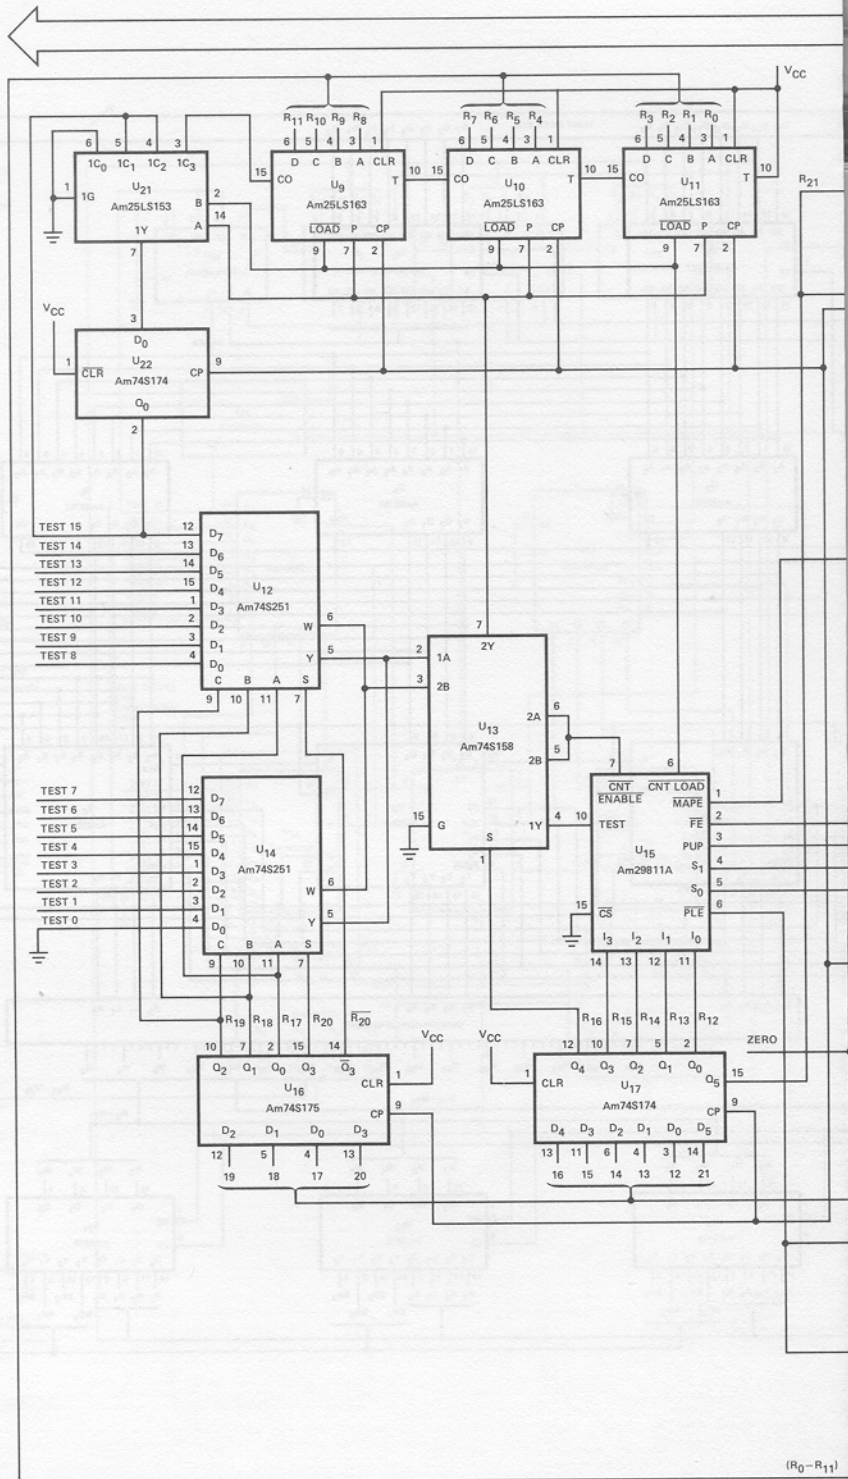 VCC
R11 R10 R9 R8
R7 R6 R5 R4
R3 R2 R1 R0
6 5 4 3
6 5 4 3 1
6 5 4 3 1
6 5 4 3 1
1C0 1C1 1C2 1C3
D C B A CLR
D C B A CLR
D C B A CLR
15 CO T 10
15 CO T 10
15 CO T 10
R21
U21
Am25LS153
U9
Am25LS163
U10
Am25LS163
U11
Am25LS163
1 1G
B 2
A 14
1Y
7
LOAD P CP
9 7 2
LOAD P CP
9 7 2
LOAD P CP
9 7 2
VCC
3
D0
U22
Am74S174
1 CLR
CP 9
Q0
2
TEST 15 12 D7
TEST 14 13 D6
TEST 13 14 D5
TEST 12 15 D4
TEST 11 1 D3
TEST 10 2 D2
TEST 9 3 D1
TEST 8 4 D0
U12
Am74S251
W 6
Y 5
C B A S
9 10 11 7
7
2Y
2 1A
3 2B
U13
Am74S158
2A 6
2B 5
15 G
1Y 4
S
1
TEST 7 12 D7
TEST 6 13 D6
TEST 5 14 D5
TEST 4 15 D4
TEST 3 1 D3
TEST 2 2 D2
TEST 1 3 D1
TEST 0 4 D0
U14
Am74S251
W 6
Y 5
C B A S
9 10 11 7
7 6
CNT ENABLE
CNT LOAD
MAPE 1
10 TEST
FE 2
PUP 3
U15
Am29811A
S1 4
S0 5
15 CS
PLE 6
I3 I2 I1 I0
14 13 12 11
R19 R18 R17 R20 R20
R16 R15 R14 R13 R12
VCC
VCC
ZERO
10 7 2 15 14
Q2 Q1 Q0 Q3 Q3
U16
Am74S175
CLR 1
CP 9
D2 D1 D0 D3
12 5 4 13
19 18 17 20
12 10 7 5 2
Q4 Q3 Q2 Q1 Q0
1 CLR
Q5 15
U17
Am74S174
CP 9
D4 D3 D2 D1 D0 D5
13 11 6 4 3 14
16 15 14 13 12 21
(R0–R11)